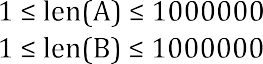 1 ≤ len(A) ≤ 1000000
1 ≤ len(B) ≤ 1000000